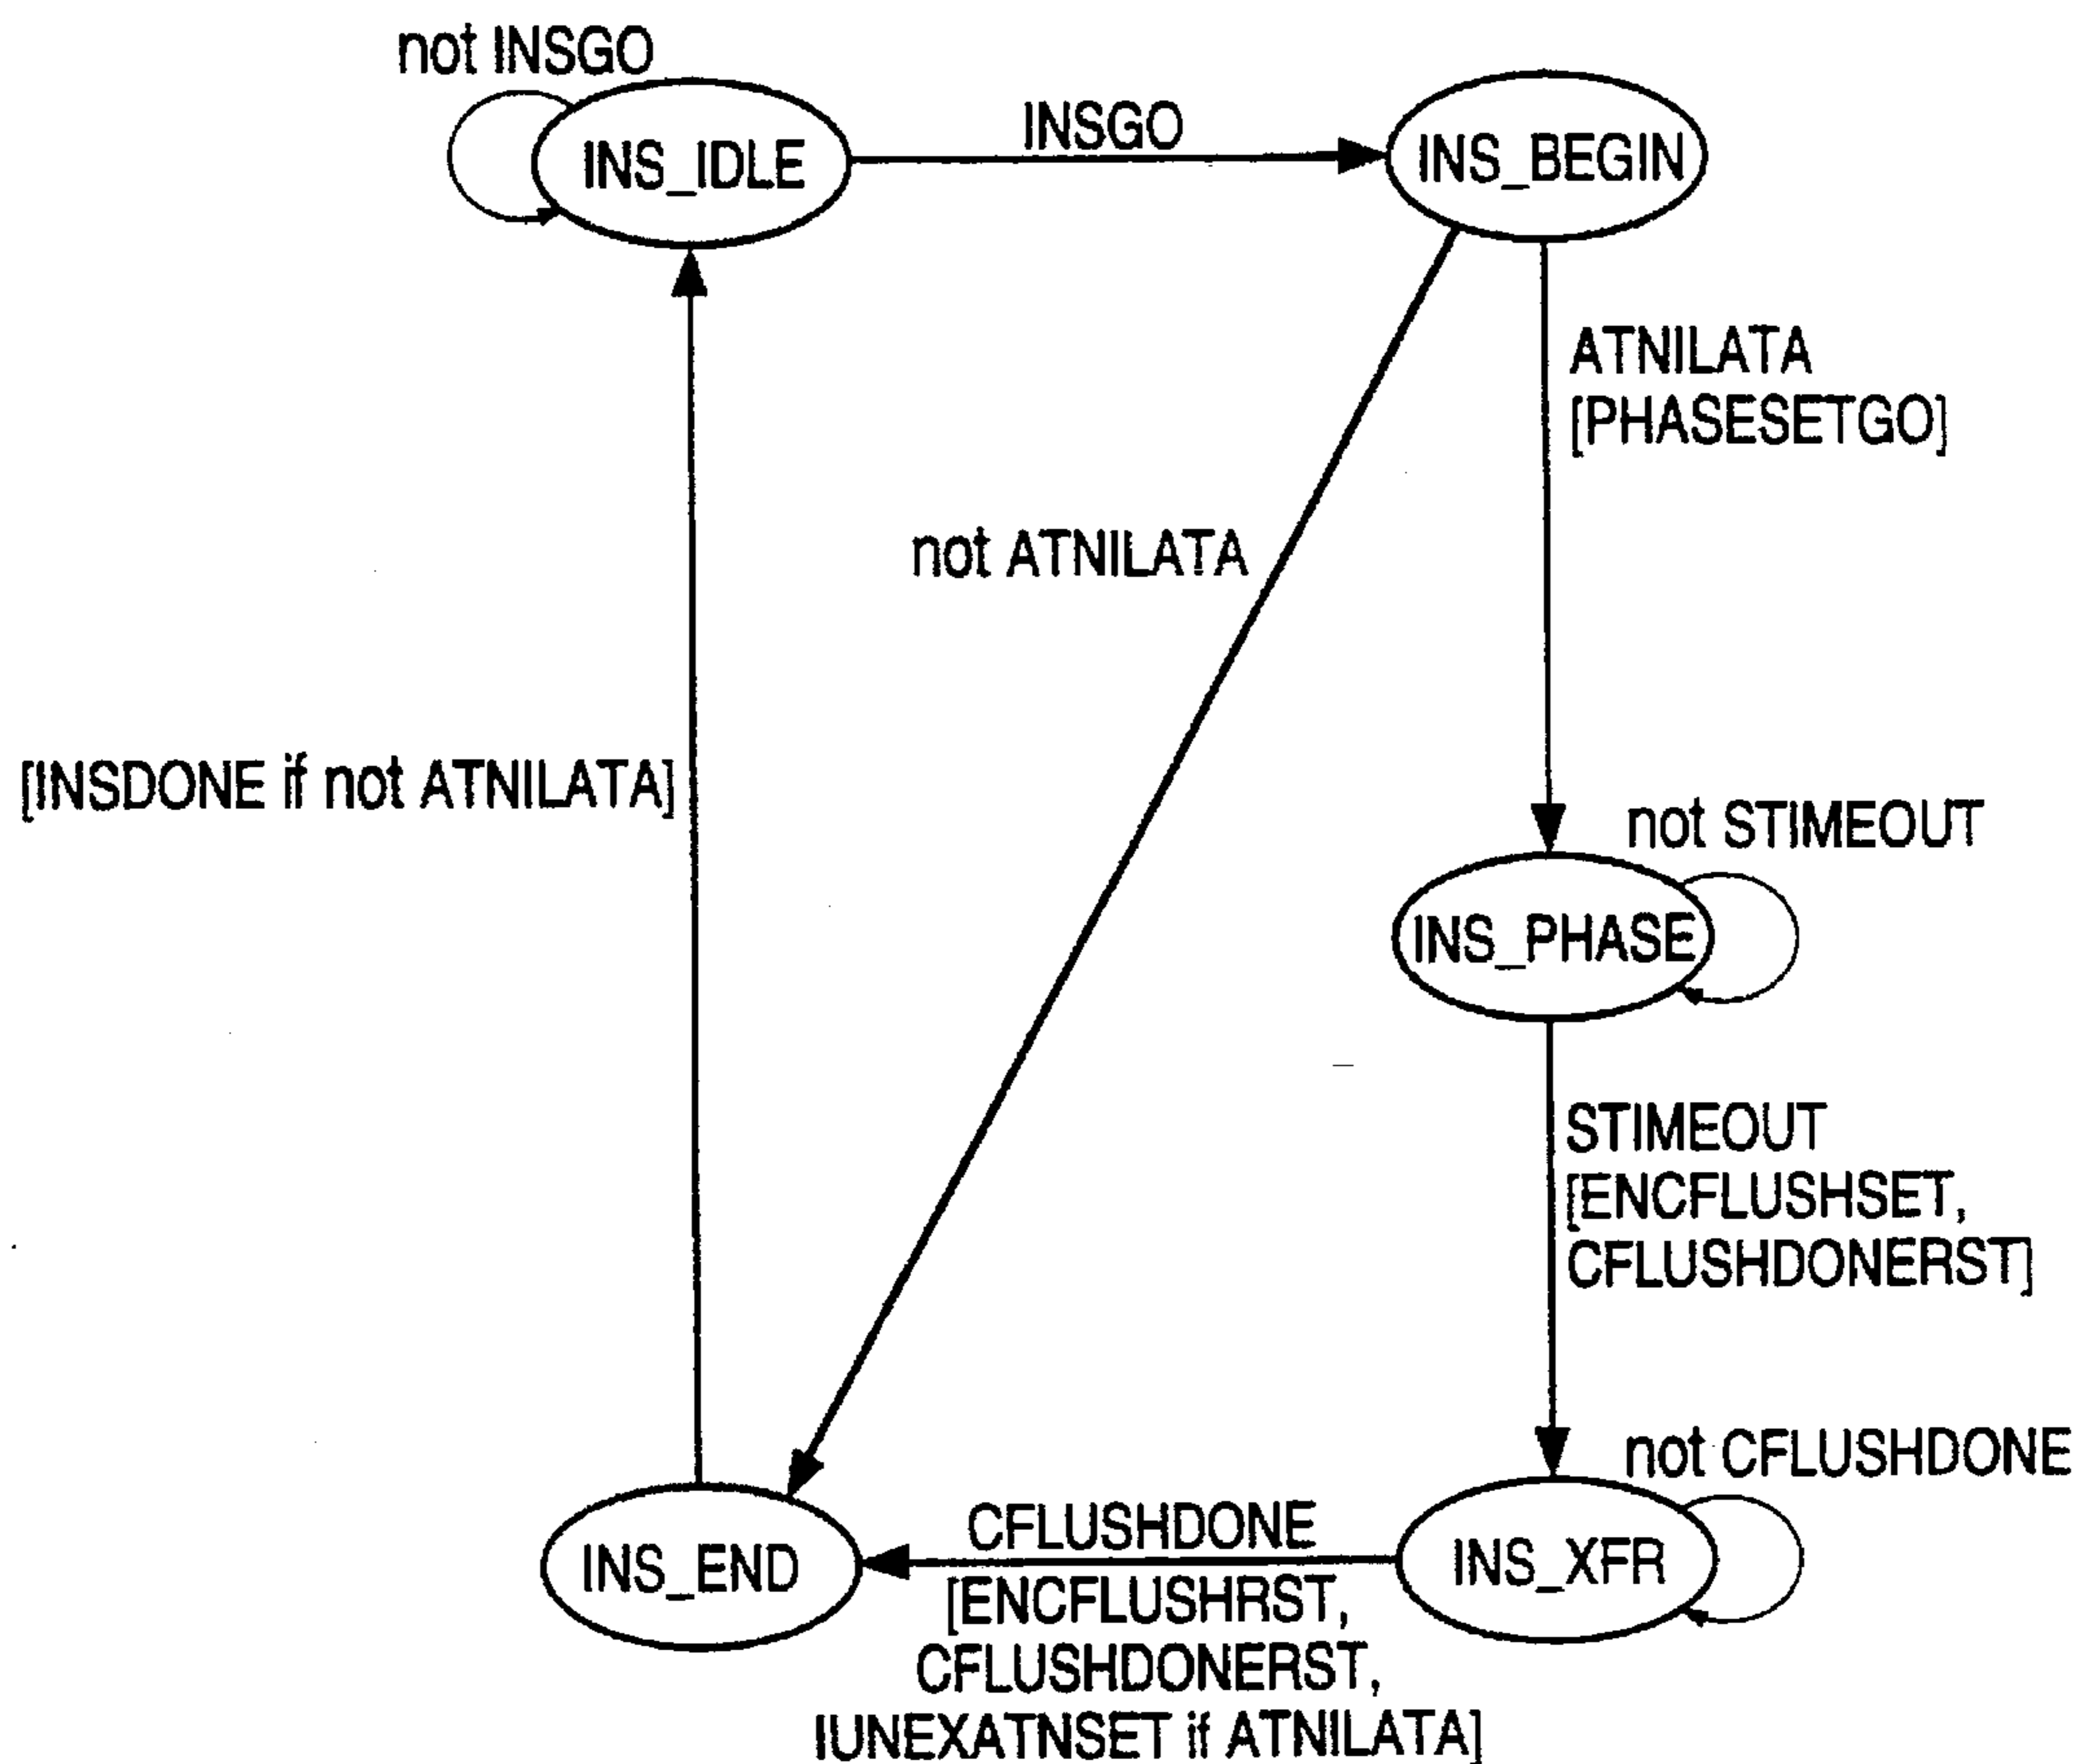 not INSGO
INS_IDLE
INSGO
INS_BEGIN
ATNILATA
[PHASESETGO]
not ATNILATA
[INSDONE if not ATNILATA]
not STIMEOUT
INS_PHASE
STIMEOUT
[ENCFLUSHSET,
CFLUSHDONERST]
not CFLUSHDONE
INS_XFR
CFLUSHDONE
[ENCFLUSHRST,
CFLUSHDONERST,
IUNEXATNSET if ATNILATA]
INS_END